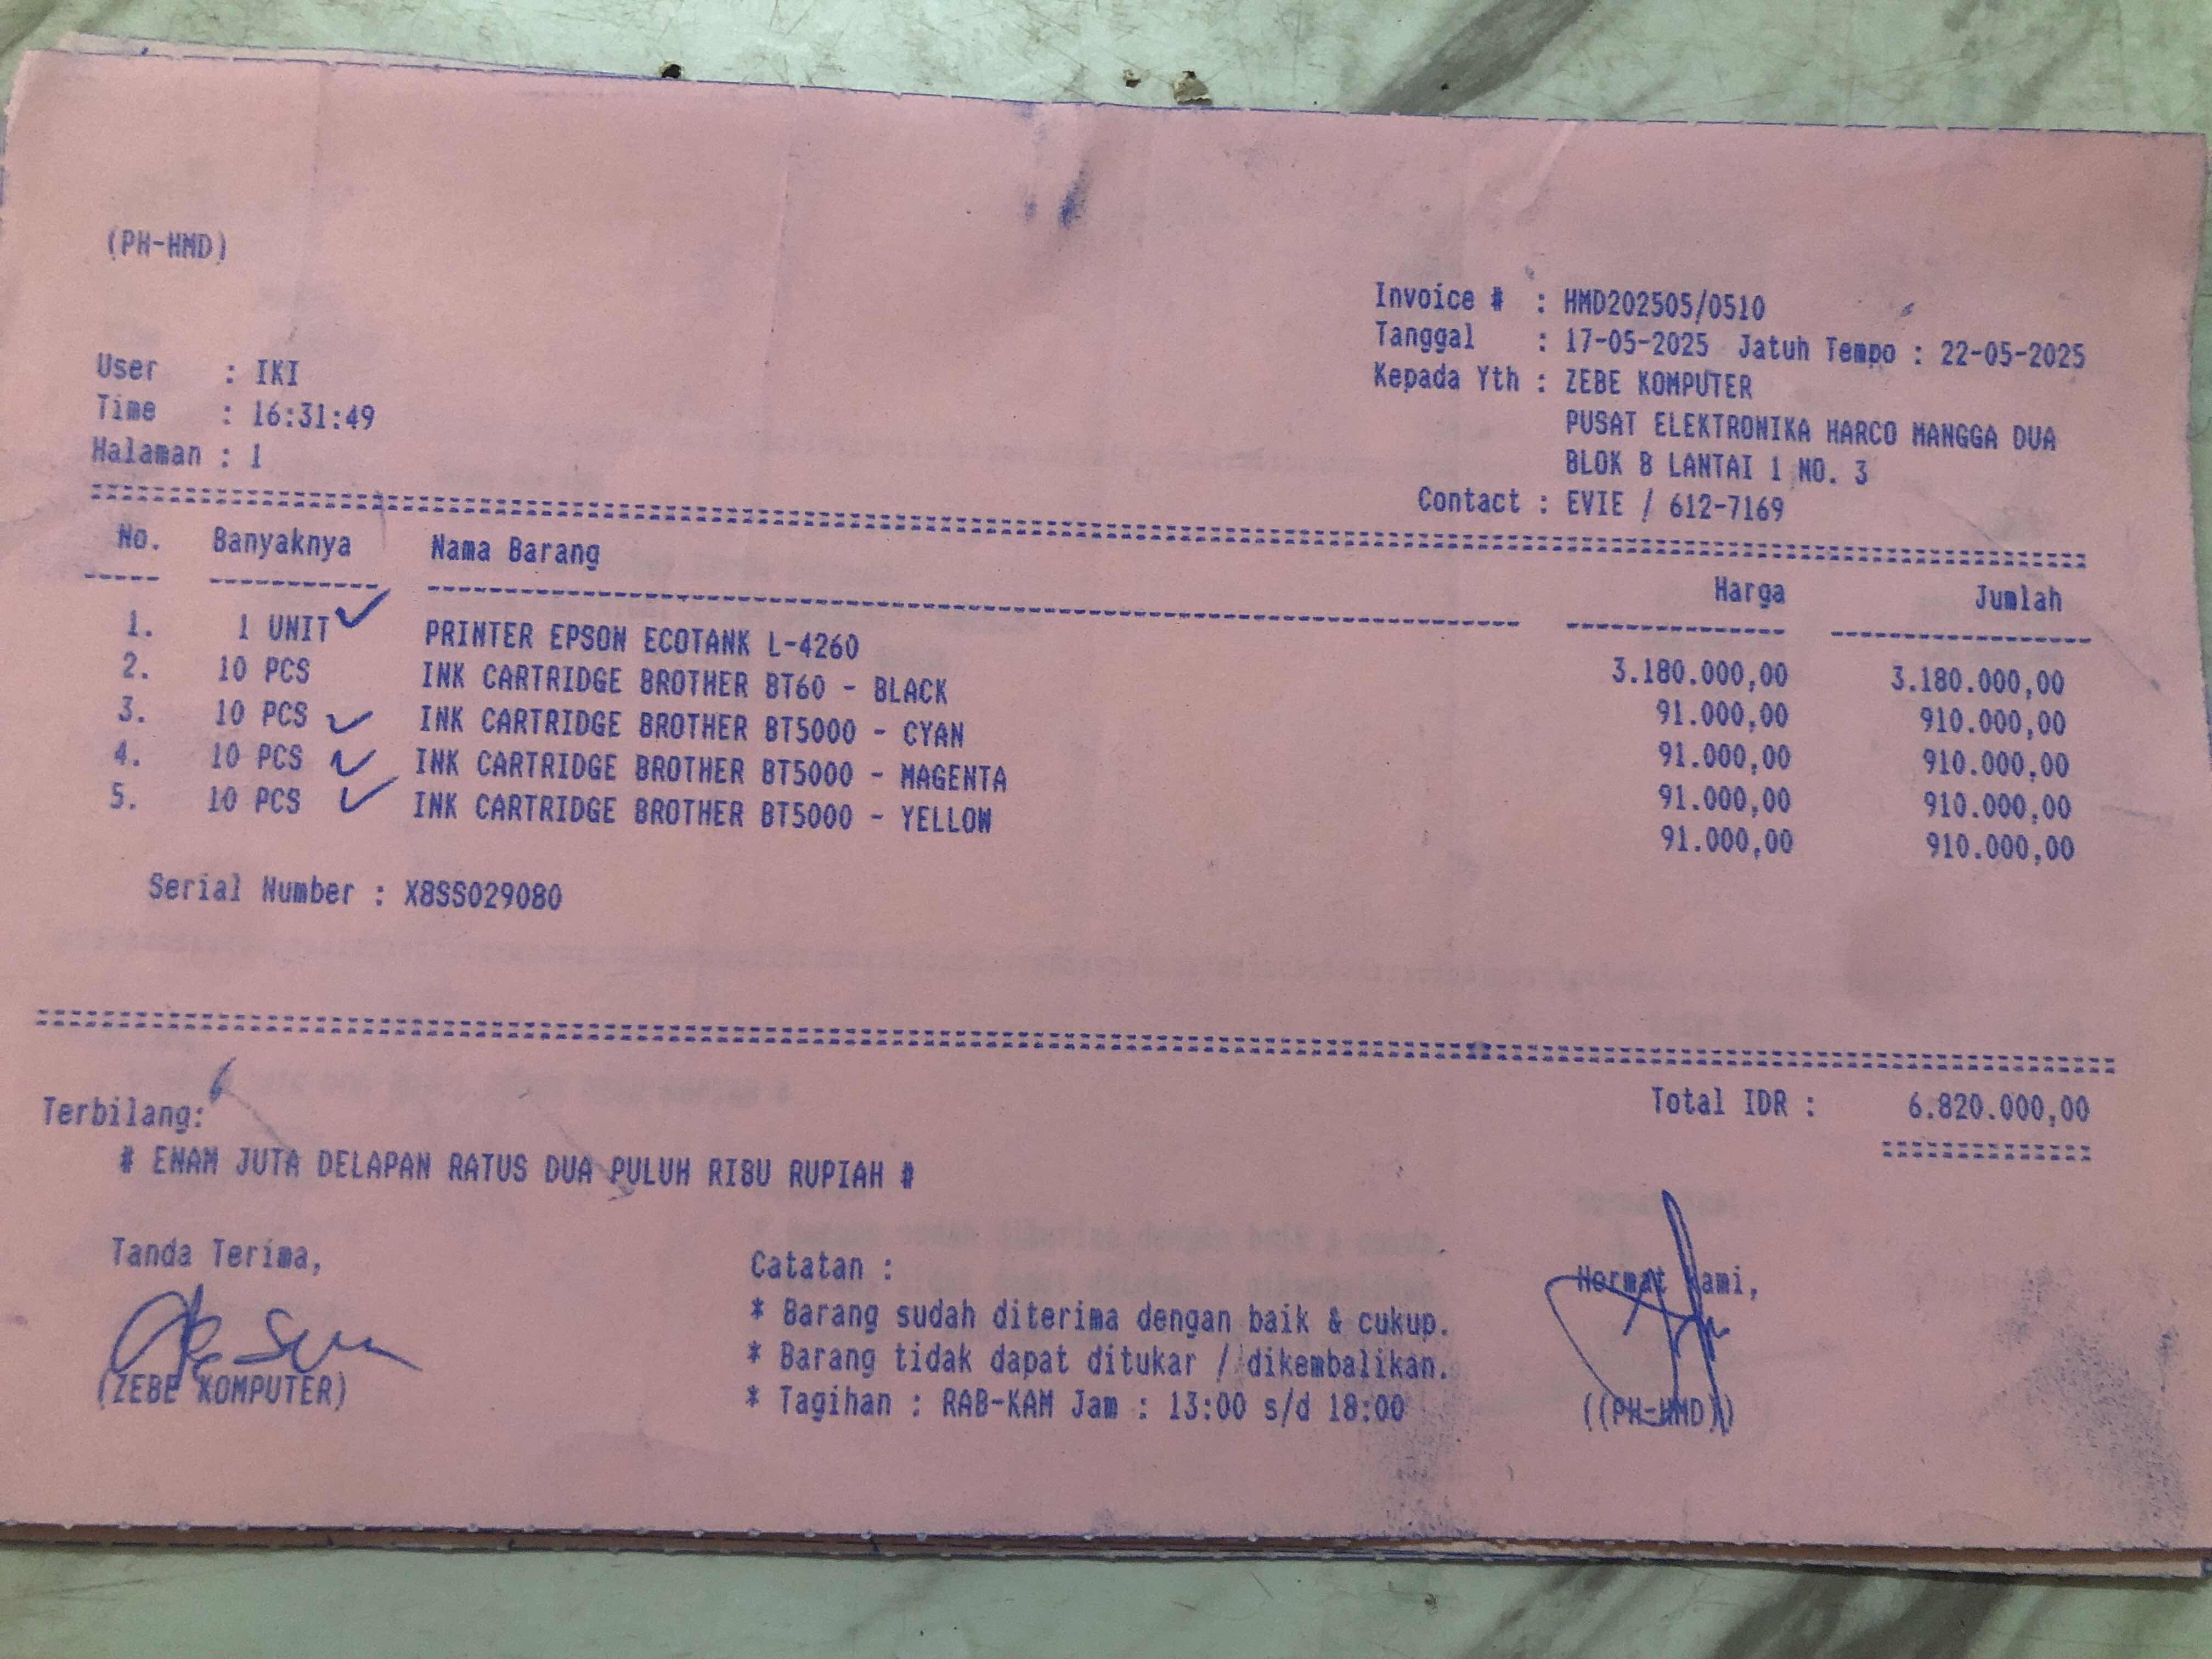 (PH-HMD)
Invoice # : HMD202505/0510
Tanggal : 17-05-2025 Jatuh Tempo : 22-05-2025
Kepada Yth : ZEBE KOMPUTER
PUSAT ELEKTRONIKA HARCO MANGGA DUA
BLOK B LANTAI 1 NO. 3
Contact : EVIE / 612-7169
User : IKI
Time : 16:31:49
Halaman : 1
No. Banyaknya Nama Barang Harga Jumlah
1. 1 UNIT PRINTER EPSON ECOTANK L-4260 3.180.000,00 3.180.000,00
2. 10 PCS INK CARTRIDGE BROTHER BT60 - BLACK 91.000,00 910.000,00
3. 10 PCS INK CARTRIDGE BROTHER BT5000 - CYAN 91.000,00 910.000,00
4. 10 PCS INK CARTRIDGE BROTHER BT5000 - MAGENTA 91.000,00 910.000,00
5. 10 PCS INK CARTRIDGE BROTHER BT5000 - YELLOW 91.000,00 910.000,00
Serial Number : X8SS029080
Total IDR : 6.820.000,00
Terbilang:
# ENAM JUTA DELAPAN RATUS DUA PULUH RIBU RUPIAH #
Tanda Terima,
(ZEBE KOMPUTER)
Catatan :
* Barang sudah diterima dengan baik & cukup.
* Barang tidak dapat ditukar / dikembalikan.
* Tagihan : RAB-KAM Jam : 13:00 s/d 18:00
Hormat Kami,
((PH-HMD))